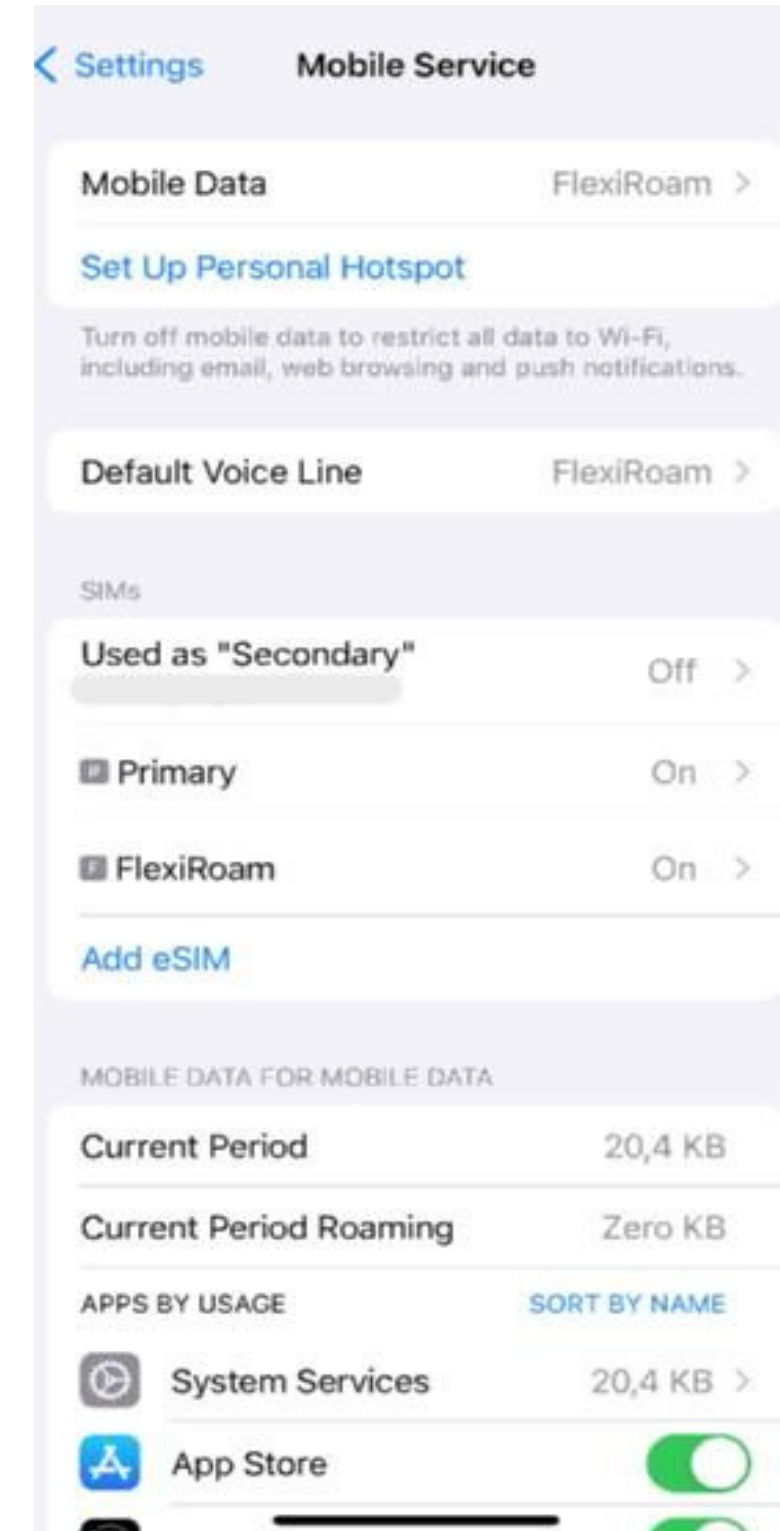 Settings
Mobile Service
Mobile Data
FlexiRoam
Set Up Personal Hotspot
Turn off mobile data to restrict all data to Wi-Fi,
including email, web browsing and push notifications.
Default Voice Line
FlexiRoam
SIMs
Used as "Secondary"
Off
P Primary
On
F FlexiRoam
On
Add eSIM
MOBILE DATA FOR MOBILE DATA
Current Period
20,4 KB
Current Period Roaming
Zero KB
APPS BY USAGE
SORT BY NAME
System Services
20,4 KB
App Store